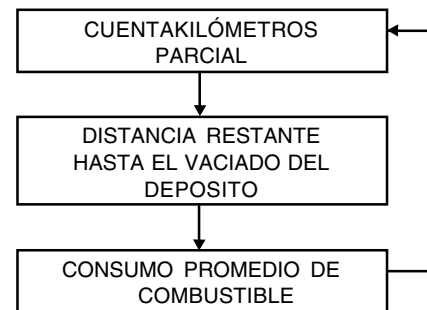 CUENTAKILÓMETROS
PARCIAL
DISTANCIA RESTANTE
HASTA EL VACIADO DEL
DEPOSITO
CONSUMO PROMEDIO DE
COMBUSTIBLE